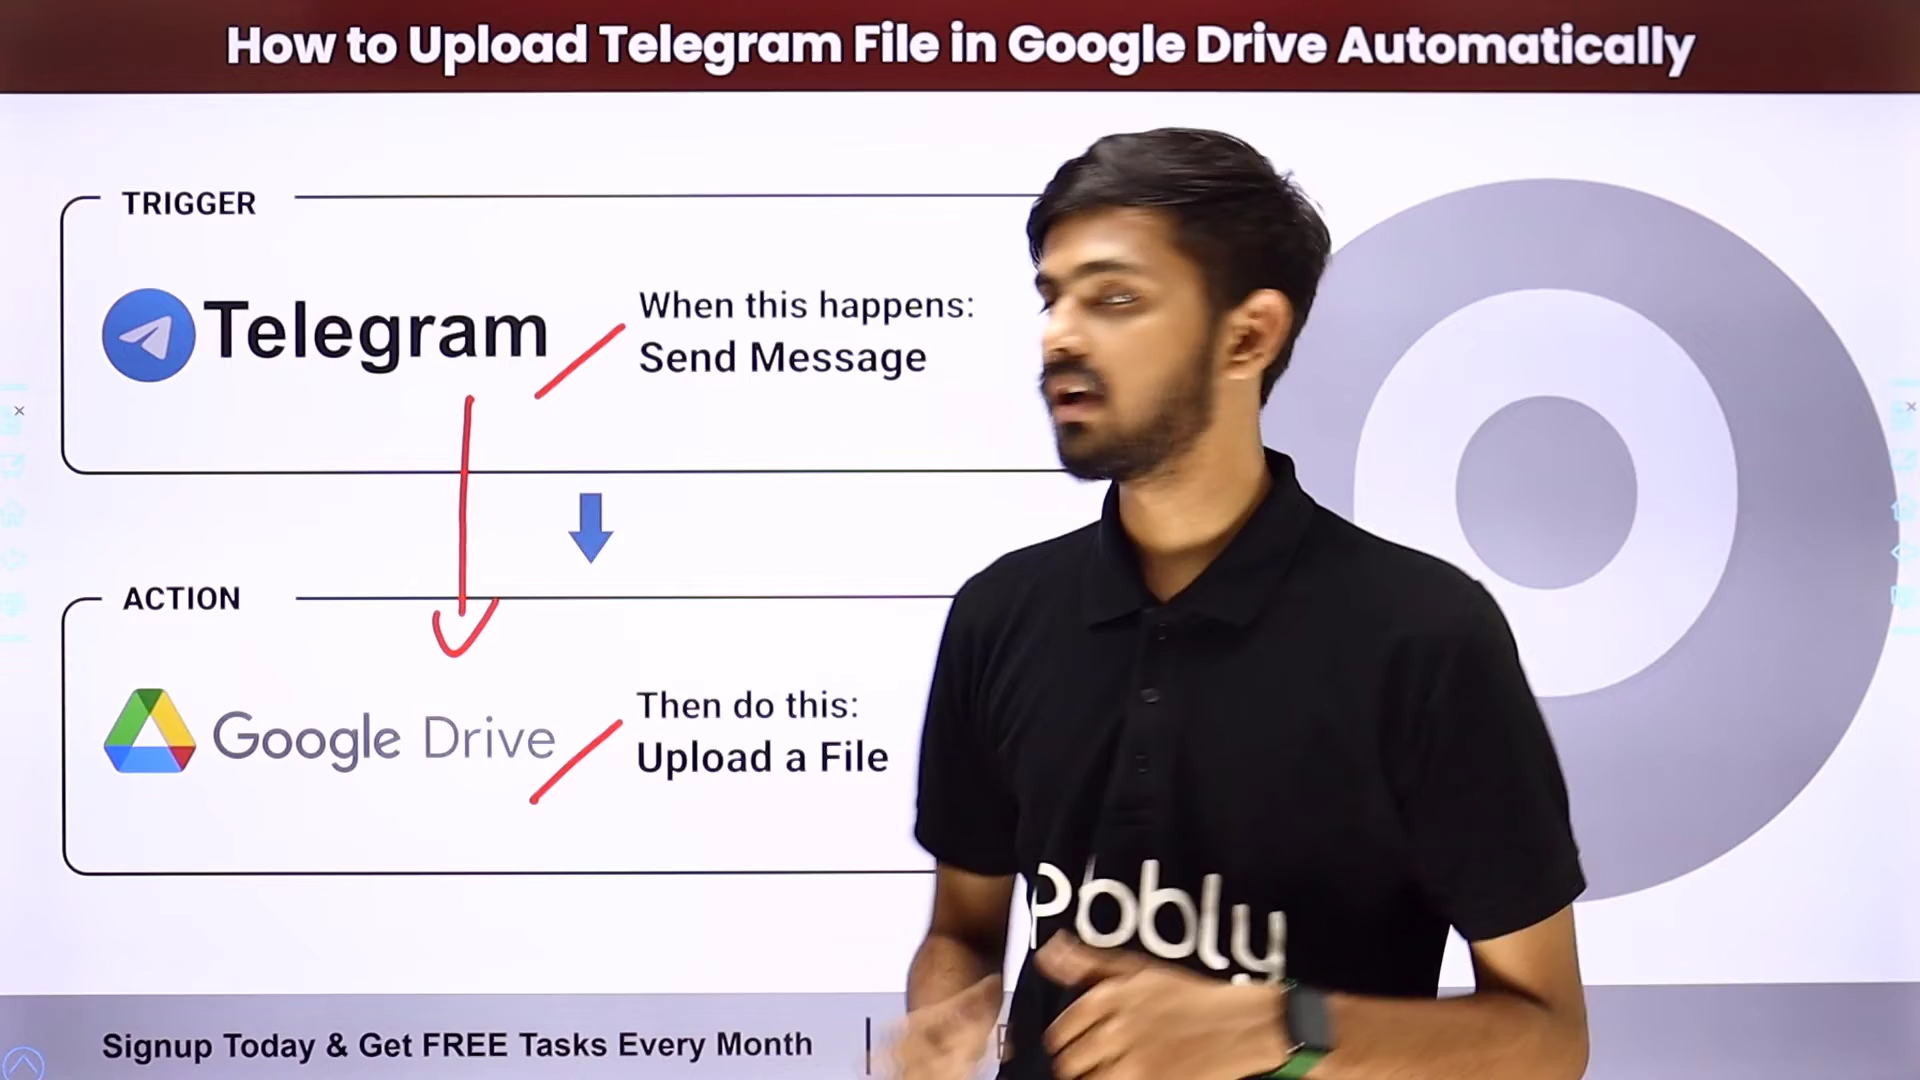 How to Upload Telegram File in Google Drive Automatically
TRIGGER
Telegram
When this happens:
Send Message
ACTION
Google Drive
Then do this:
Upload a File
Pabbly
Signup Today & Get FREE Tasks Every Month